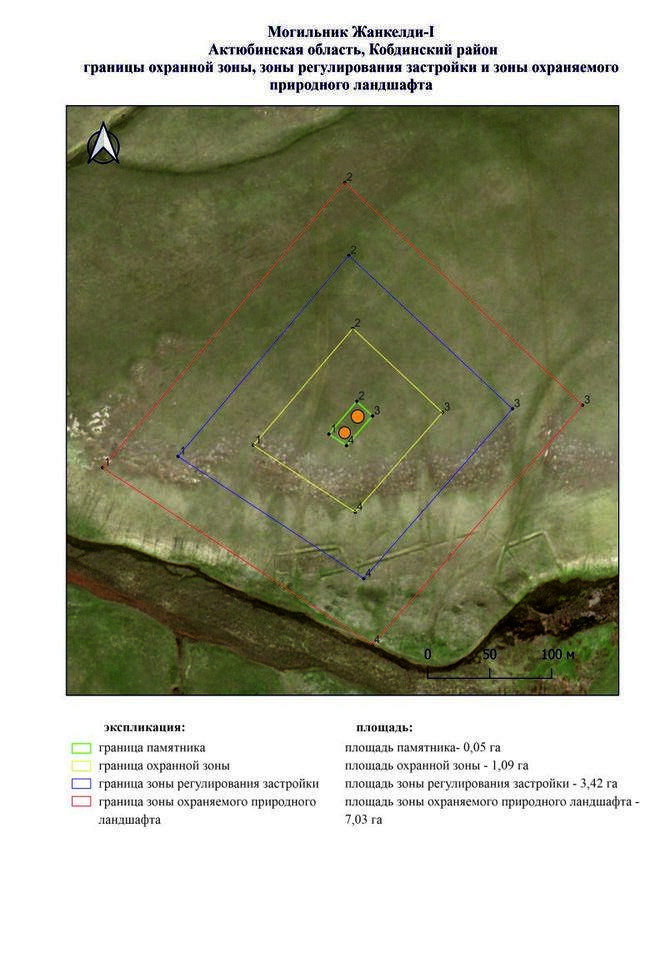 Могильник Жанкелди-I
Актюбинская область, Кобдинский район
границы охранной зоны, зоны регулирования застройки и зоны охраняемого
природного ландшафта
2
2
2
2
3
3
3
3
1
1
1
1
4
4
4
4
0 50 100 м
экспликация: площадь:
граница памятника площадь памятника- 0,05 га
граница охранной зоны площадь охранной зоны - 1,09 га
граница зоны регулирования застройки площадь зоны регулирования застройки - 3,42 га
граница зоны охраняемого природного площадь зоны охраняемого природного ландшафта -
ландшафта 7,03 га